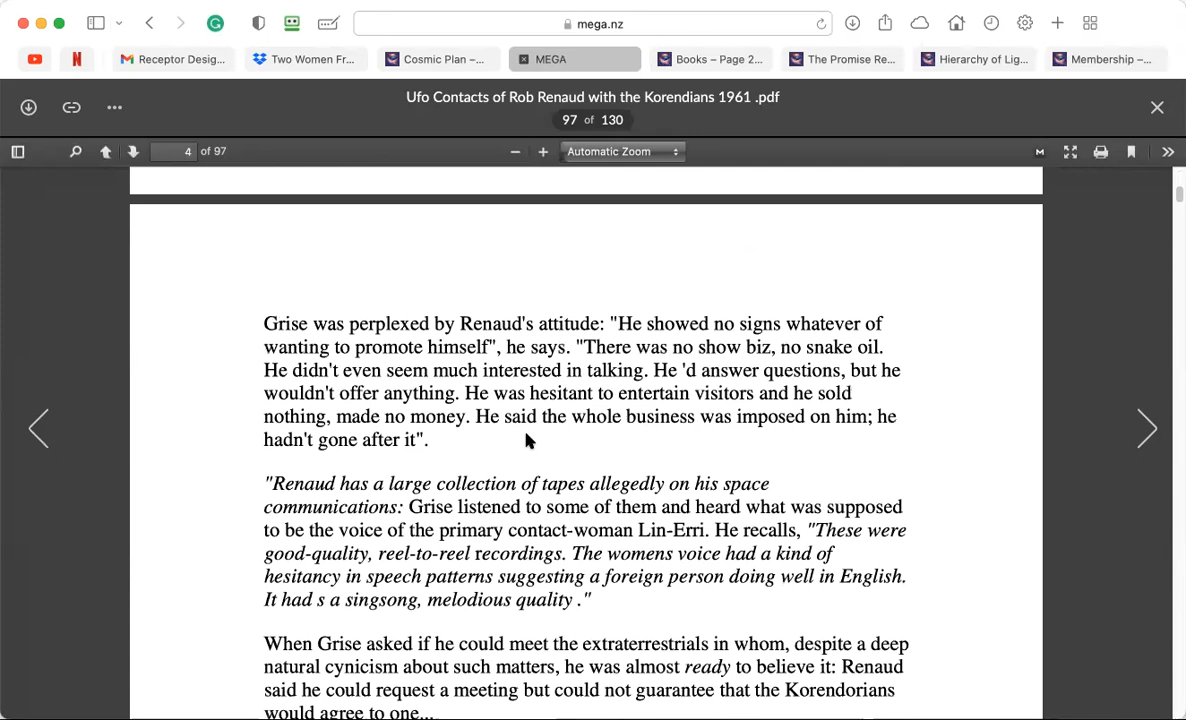 mega.nz
Receptor Desig...
Two Women Fr...
Cosmic Plan –...
MEGA
Books – Page 2...
The Promise Re...
Hierarchy of Lig...
Membership –...
Ufo Contacts of Rob Renaud with the Korendians 1961 .pdf
97 of 130
4 of 97
Automatic Zoom
Grise was perplexed by Renaud's attitude: "He showed no signs whatever of
wanting to promote himself", he says. "There was no show biz, no snake oil.
He didn't even seem much interested in talking. He 'd answer questions, but he
wouldn't offer anything. He was hesitant to entertain visitors and he sold
nothing, made no money. He said the whole business was imposed on him; he
hadn't gone after it".
"Renaud has a large collection of tapes allegedly on his space
communications: Grise listened to some of them and heard what was supposed
to be the voice of the primary contact-woman Lin-Erri. He recalls, "These were
good-quality, reel-to-reel recordings. The womens voice had a kind of
hesitancy in speech patterns suggesting a foreign person doing well in English.
It had s a singsong, melodious quality ."
When Grise asked if he could meet the extraterrestrials in whom, despite a deep
natural cynicism about such matters, he was almost ready to believe it: Renaud
said he could request a meeting but could not guarantee that the Korendorians
would agree to one...